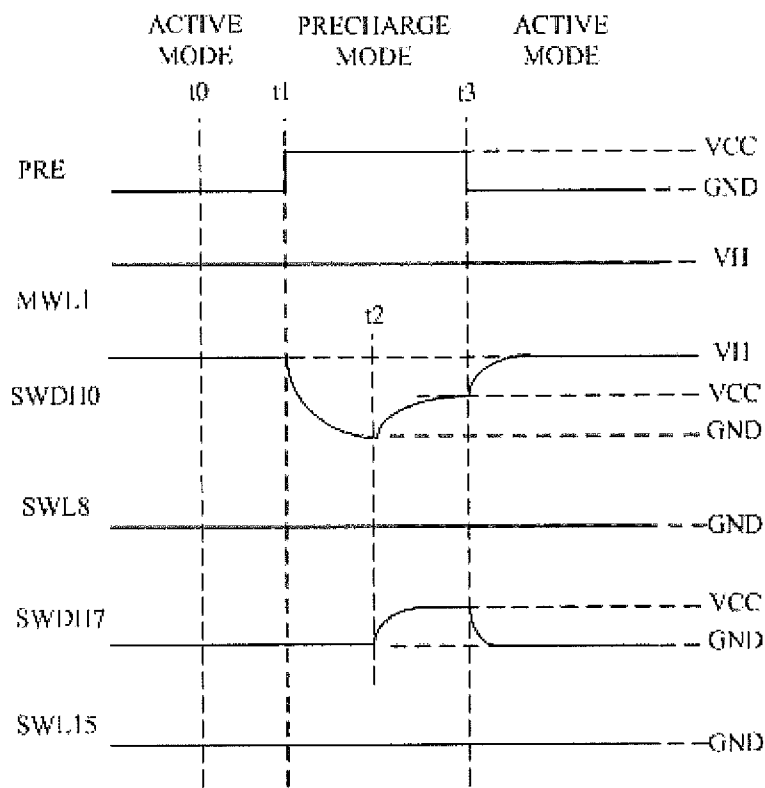 ACTIVE MODE
PRECHARGE MODE
ACTIVE MODE
t0
t1
t3
PRE
VCC
GND
VH
MWL1
t2
VH
SWDH0
VCC
GND
SWL8
GND
SWDH7
VCC
GND
SWL15
GND